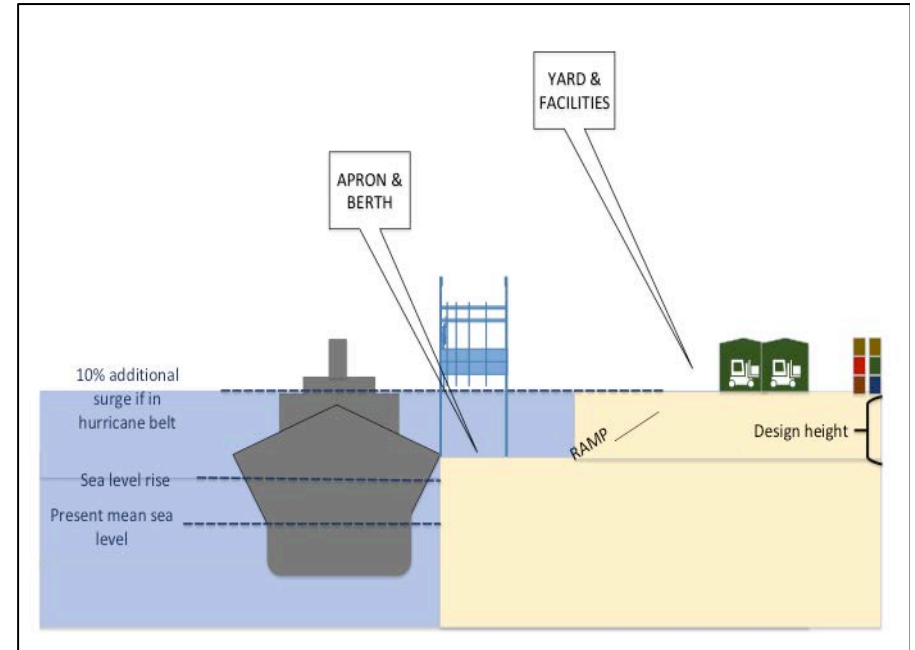 YARD &
FACILITIES
APRON &
BERTH
10% additional
surge if in
hurricane belt
RAMP
Design height
Sea level rise
Present mean sea
level